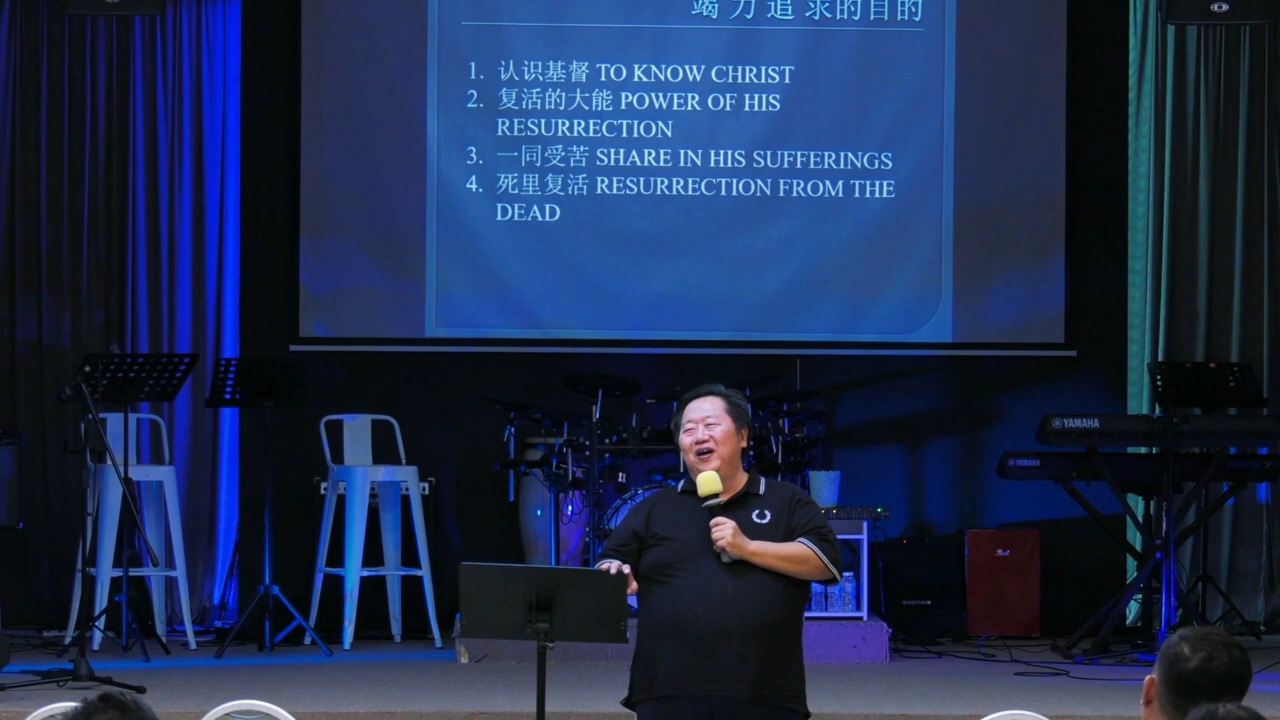 竭力追求的目的
1. 认识基督 TO KNOW CHRIST
2. 复活的大能 POWER OF HIS
RESURRECTION
3. 一同受苦 SHARE IN HIS SUFFERINGS
4. 死里复活 RESURRECTION FROM THE
DEAD
YAMAHA
YAMAHA
Pearl